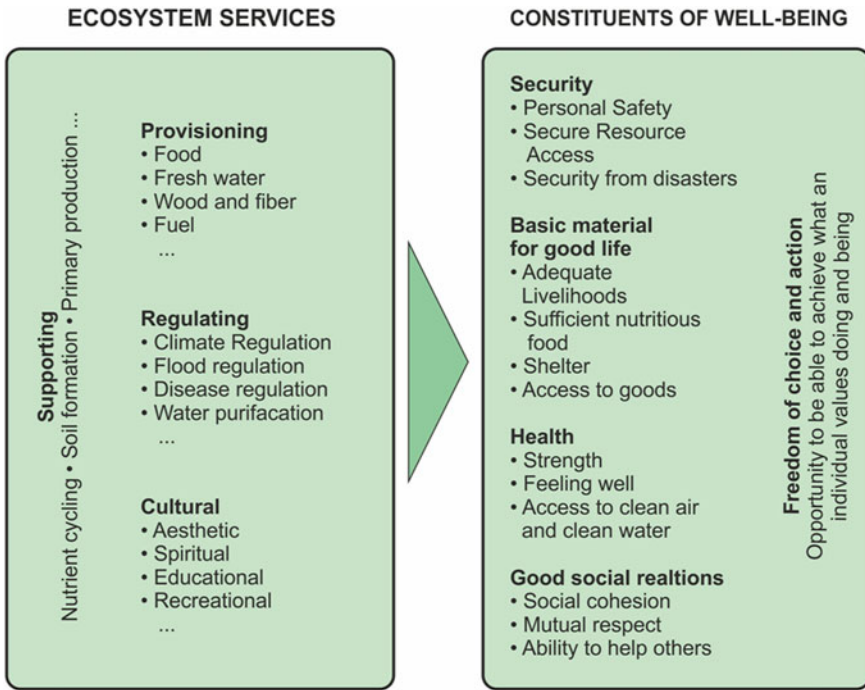 ECOSYSTEM SERVICES
Supporting
Nutrient cycling • Soil formation • Primary production ...
Provisioning
• Food
• Fresh water
• Wood and fiber
• Fuel
...
Regulating
• Climate Regulation
• Flood regulation
• Disease regulation
• Water purifacation
...
Cultural
• Aesthetic
• Spiritual
• Educational
• Recreational
...
CONSTITUENTS OF WELL-BEING
Security
• Personal Safety
• Secure Resource
Access
• Security from disasters
Basic material
for good life
• Adequate
Livelihoods
• Sufficient nutritious
food
• Shelter
• Access to goods
Health
• Strength
• Feeling well
• Access to clean air
and clean water
Good social realtions
• Social cohesion
• Mutual respect
• Ability to help others
Freedom of choice and action
Opportunity to be able to achieve what an
individual values doing and being